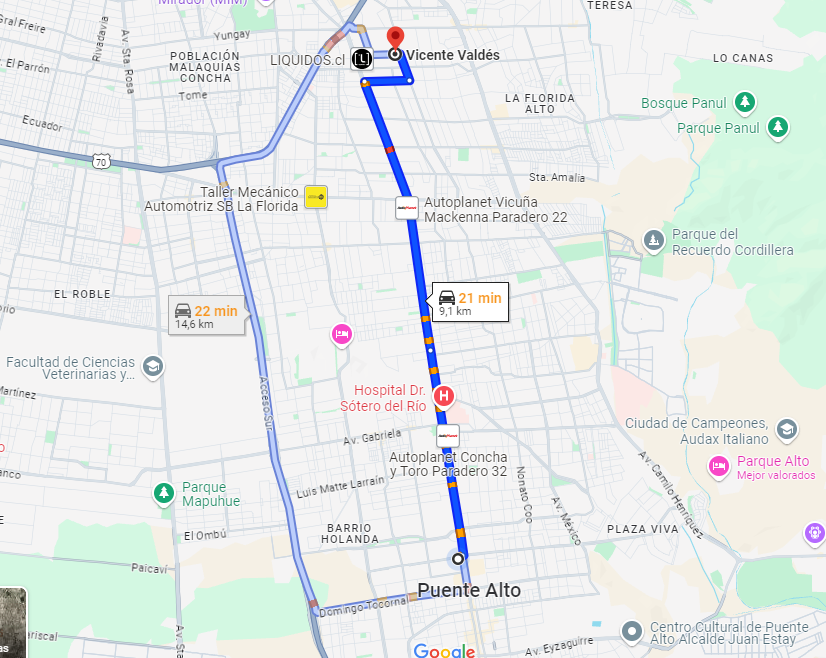 Mirador (MIM)
TERESA
Gral Freire
Rivadavia
Av. Sta. Rosa
Yungay
POBLACIÓN
MALAQUÍAS
CONCHA
LIQUIDOS.cl
Vicente Valdés
LO CANAS
Av. El Parrón
Tome
LA FLORIDA
ALTO
Bosque Panul
Parque Panul
Ecuador
70
Sta. Amalia
Taller Mecánico
Automotriz SB La Florida
Autoplanet Vicuña
Mackenna Paradero 22
Parque del
Recuerdo Cordillera
EL ROBLE
22 min
14,6 km
21 min
9,1 km
Facultad de Ciencias
Veterinarias y...
Acceso Sur
Hospital Dr.
Sótero del Río
H
Martínez
Av. Gabriela
Autoplanet Concha
y Toro Paradero 32
Ciudad de Campeones,
Audax Italiano
Av. Camilo Henríquez
Parque Alto
Mejor valorados
Parque
Mapuhue
Luis Matte Larraín
Nonato Coo
Av. México
BARRIO
HOLANDA
PLAZA VIVA
El Ombú
Paicaví
Puente Alto
Domingo Tocornal
Mariscal
Av. Sta.
Google
Av. Eyzaguirre
Centro Cultural de Puente
Alto Alcalde Juan Estay